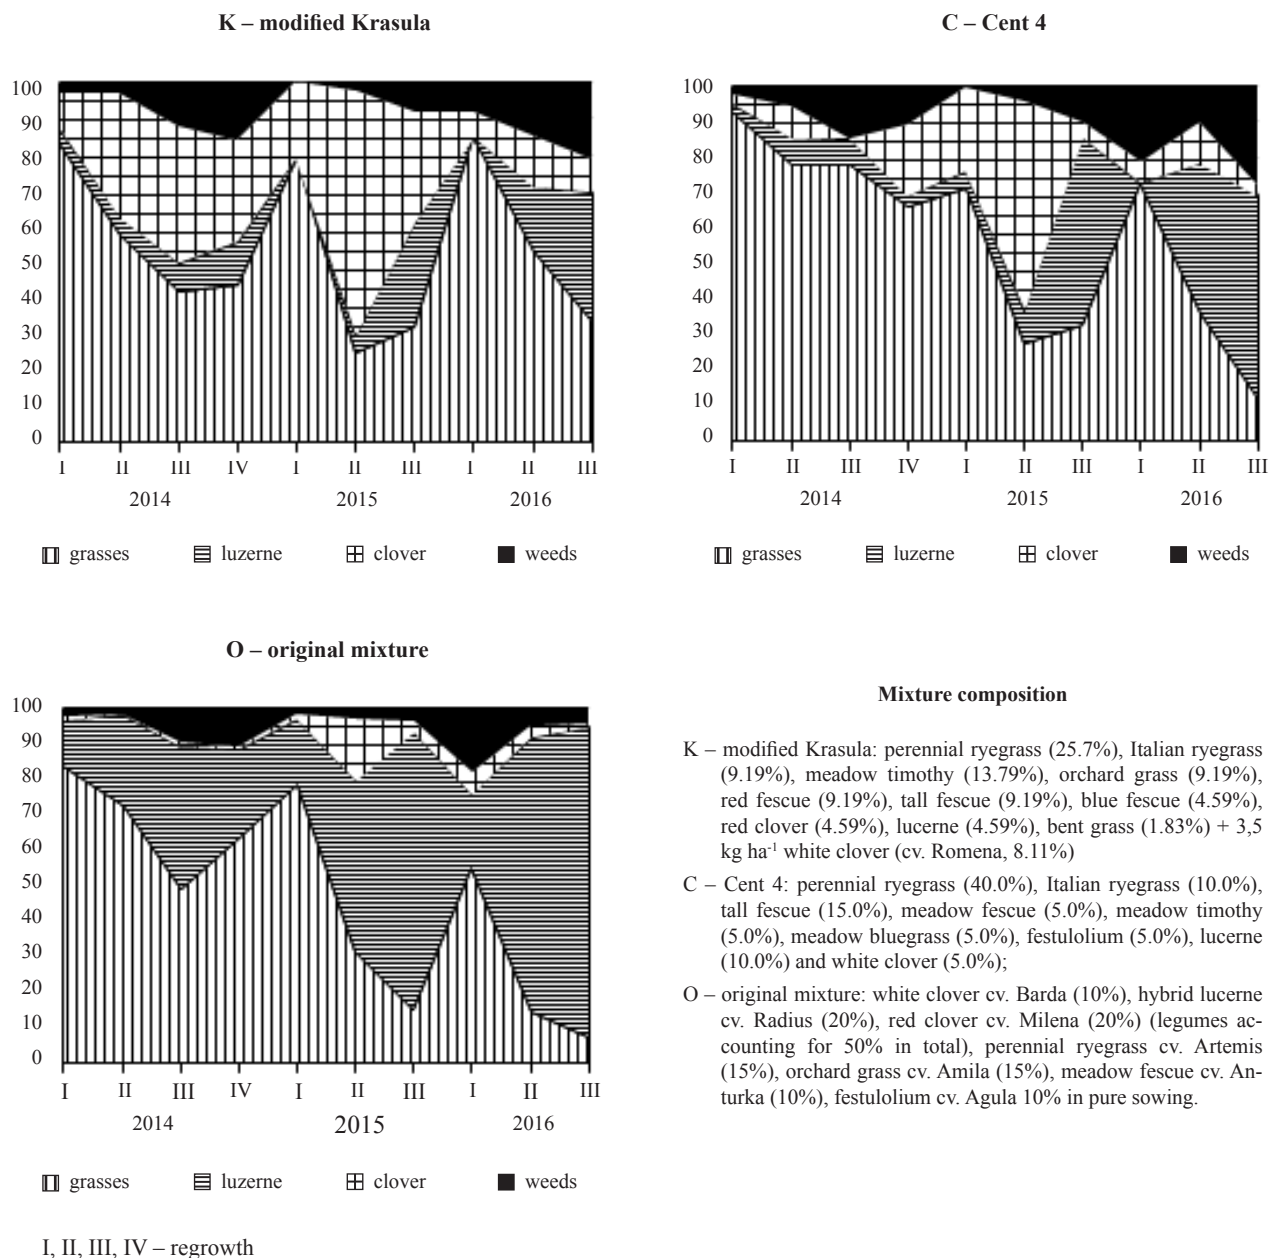 K – modified Krasula
100
90
80
70
60
50
40
30
20
10
0
I II III IV I II III I II III
2014 2015 2016
grasses luzerne clover weeds
C – Cent 4
100
90
80
70
60
50
40
30
20
10
0
I II III IV I II III I II III
2014 2015 2016
grasses luzerne clover weeds
O – original mixture
100
90
80
70
60
50
40
30
20
10
0
I II III IV I II III I II III
2014 2015 2016
grasses luzerne clover weeds
Mixture composition
K – modified Krasula: perennial ryegrass (25.7%), Italian ryegrass
(9.19%), meadow timothy (13.79%), orchard grass (9.19%),
red fescue (9.19%), tall fescue (9.19%), blue fescue (4.59%),
red clover (4.59%), lucerne (4.59%), bent grass (1.83%) + 3,5
kg ha⁻¹ white clover (cv. Romena, 8.11%)
C – Cent 4: perennial ryegrass (40.0%), Italian ryegrass (10.0%),
tall fescue (15.0%), meadow fescue (5.0%), meadow timothy
(5.0%), meadow bluegrass (5.0%), festulolium (5.0%), lucerne
(10.0%) and white clover (5.0%);
O – original mixture: white clover cv. Barda (10%), hybrid lucerne
cv. Radius (20%), red clover cv. Milena (20%) (legumes ac-
counting for 50% in total), perennial ryegrass cv. Artemis
(15%), orchard grass cv. Amila (15%), meadow fescue cv. An-
turka (10%), festulolium cv. Agula 10% in pure sowing.
I, II, III, IV – regrowth